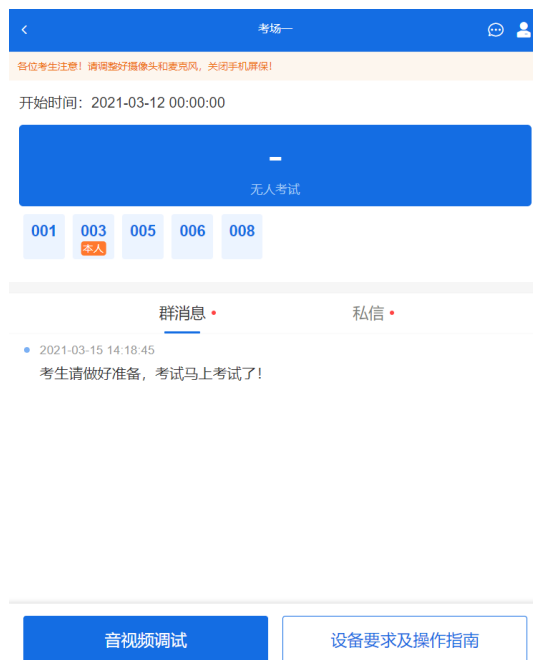 考场一
各位考生注意！请调整好摄像头和麦克风，关闭手机屏保！
开始时间：2021-03-12 00:00:00
-
无人考试
001 003 005 006 008
本人
群消息 私信
2021-03-15 14:18:45
考生请做好准备，考试马上考试了！
音视频调试 设备要求及操作指南